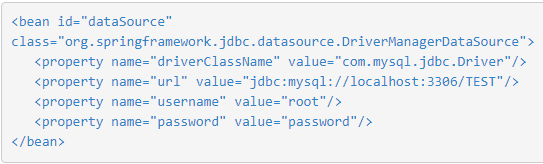 <bean id="dataSource"
class="org.springframework.jdbc.datasource.DriverManagerDataSource">
   <property name="driverClassName" value="com.mysql.jdbc.Driver"/>
   <property name="url" value="jdbc:mysql://localhost:3306/TEST"/>
   <property name="username" value="root"/>
   <property name="password" value="password"/>
</bean>